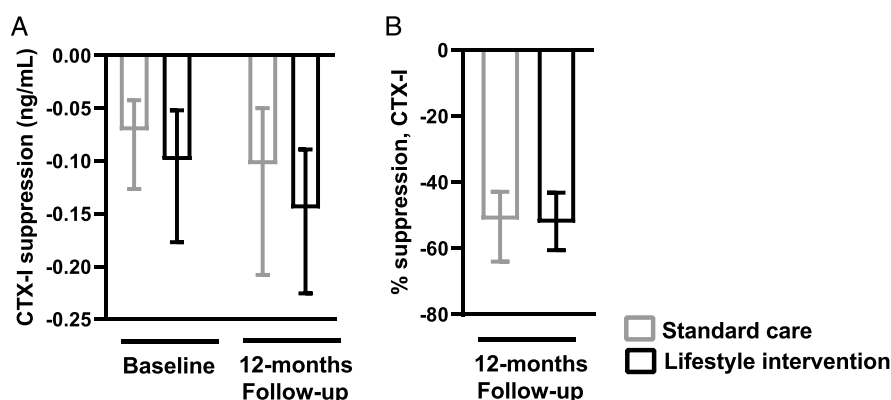 A
CTX-I suppression (ng/mL)
0.00
-0.05
-0.10
-0.15
-0.20
-0.25
Baseline
12-months
Follow-up
B
% suppression, CTX-I
0
-20
-40
-60
-80
12-months
Follow-up
Standard care
Lifestyle intervention